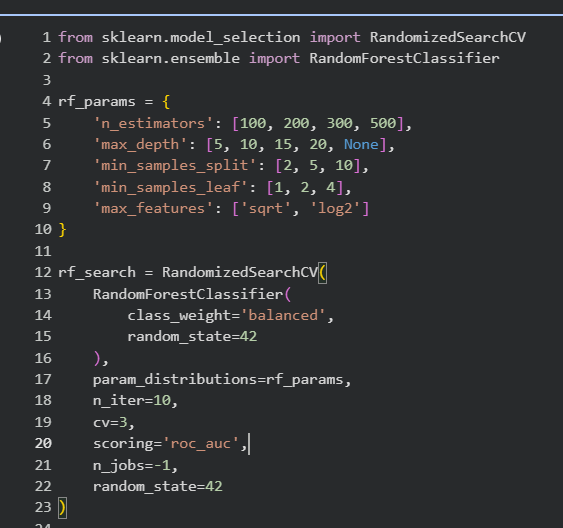 1 from sklearn.model_selection import RandomizedSearchCV
2 from sklearn.ensemble import RandomForestClassifier
3
4 rf_params = {
5     'n_estimators': [100, 200, 300, 500],
6     'max_depth': [5, 10, 15, 20, None],
7     'min_samples_split': [2, 5, 10],
8     'min_samples_leaf': [1, 2, 4],
9     'max_features': ['sqrt', 'log2']
10 }
11
12 rf_search = RandomizedSearchCV(
13     RandomForestClassifier(
14         class_weight='balanced',
15         random_state=42
16     ),
17     param_distributions=rf_params,
18     n_iter=10,
19     cv=3,
20     scoring='roc_auc',
21     n_jobs=-1,
22     random_state=42
23 )